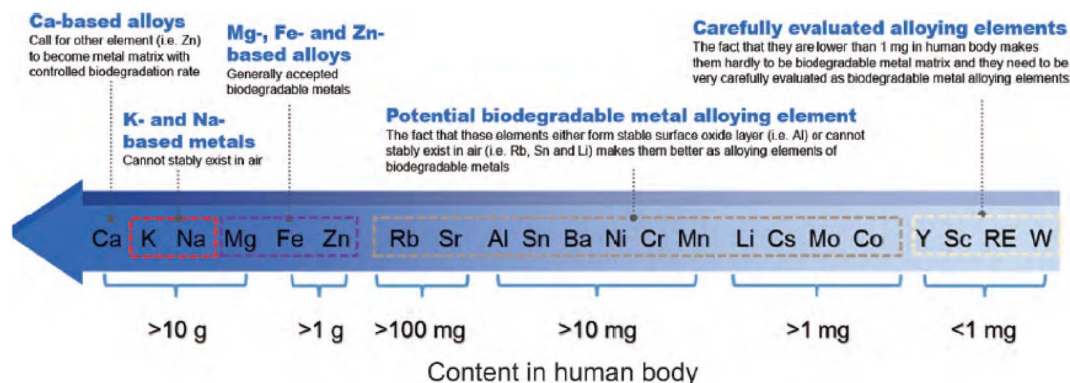 Ca-based alloys
Call for other element (i.e. Zn)
to become metal matrix with
controlled biodegradation rate
Mg-, Fe- and Zn-
based alloys
Generally accepted
biodegradable metals
Carefully evaluated alloying elements
The fact that they are lower than 1 mg in human body makes
them hardly to be biodegradable metal matrix and they need to be
very carefully evaluated as biodegradable metal alloying elements
K- and Na-
based metals
Cannot stably exist in air
Potential biodegradable metal alloying element
The fact that these elements either form stable surface oxide layer (i.e. Al) or cannot
stably exist in air (i.e. Rb, Sn and Li) makes them better as alloying elements of
biodegradable metals
Ca K Na Mg Fe Zn Rb Sr Al Sn Ba Ni Cr Mn Li Cs Mo Co Y Sc RE W
>10 g >1 g >100 mg >10 mg >1 mg <1 mg
Content in human body